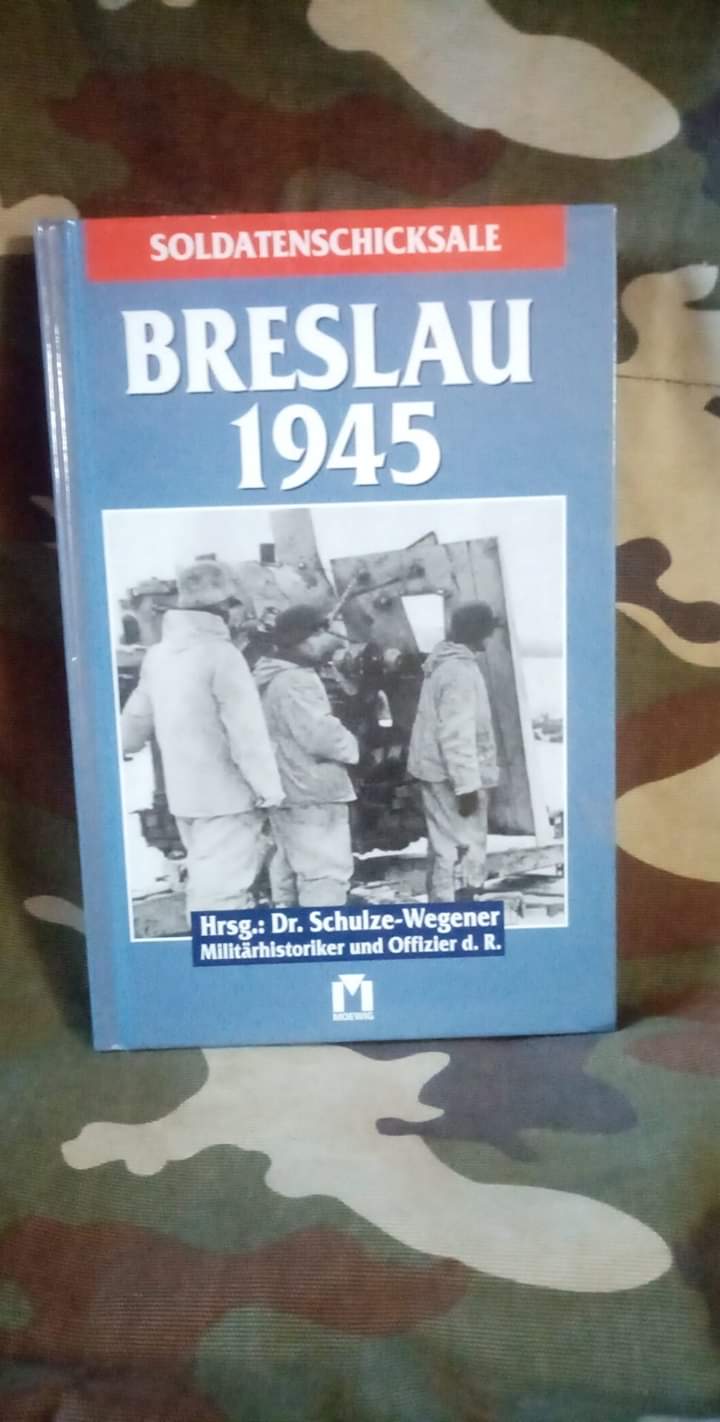 SOLDATENSCHICKSALE
BRESLAU
1945
Hrsg.: Dr. Schulze-Wegener
Militärhistoriker und Offizier d. R.
MOEWIG